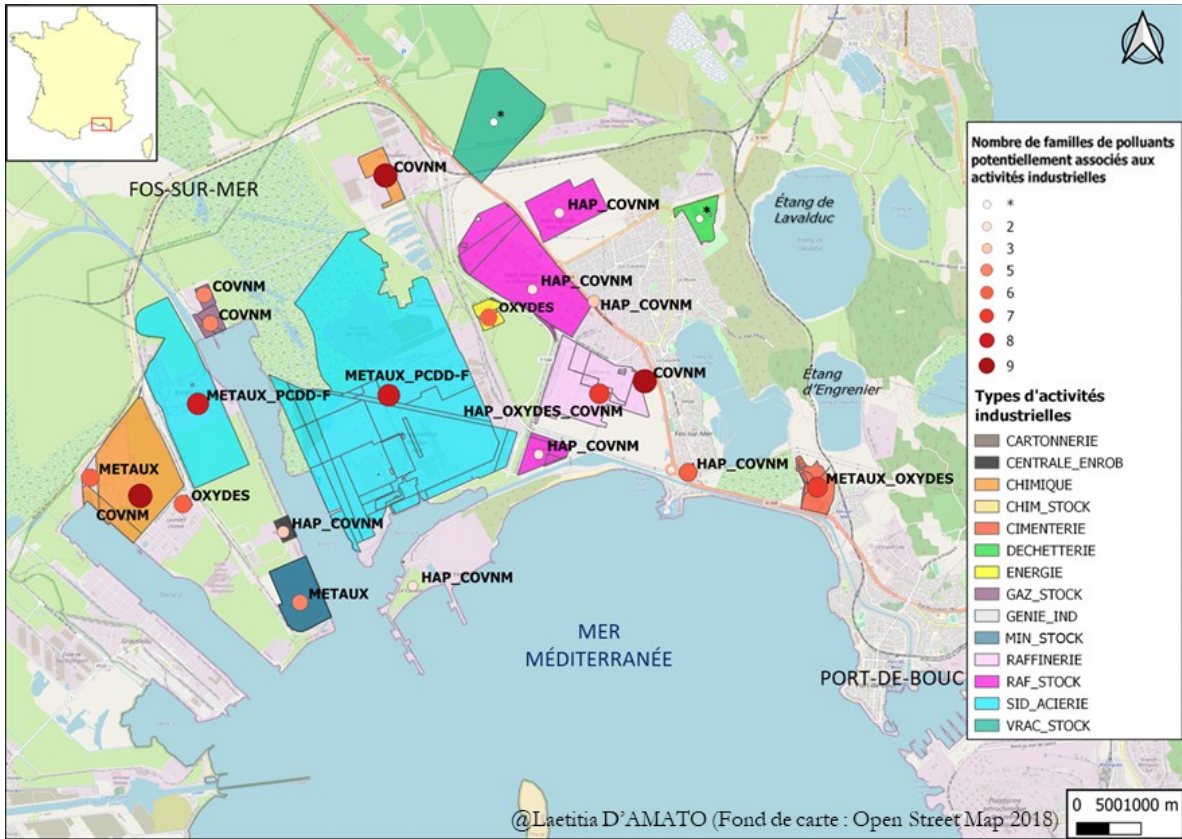 FOS-SUR-MER
*
COVNM
HAP_COVNM
*
Étang de
Lavalduc
COVNM
COVNM
HAP_COVNM
HAP_COVNM
OXYDES
METAUX_PCDD-F
METAUX_PCDD-F
COVNM
HAP_OXYDES_COVNM
Étang
d'Engrenier
Fos-sur-Mer
HAP_COVNM
METAUX
HAP_COVNM
METAUX_OXYDES
OXYDES
COVNM
HAP_COVNM
HAP_COVNM
METAUX
MER
MÉDITERRANÉE
PORT-DE-BOUC
Nombre de familles de polluants
potentiellement associés aux
activités industrielles
*
2
3
5
6
7
8
9
Types d'activités
industrielles
CARTONNERIE
CENTRALE_ENROB
CHIMIQUE
CHIM_STOCK
CIMENTERIE
DECHETTERIE
ENERGIE
GAZ_STOCK
GENIE_IND
MIN_STOCK
RAFFINERIE
RAF_STOCK
SID_ACIERIE
VRAC_STOCK
@Laetitia D'AMATO (Fond de carte : Open Street Map 2018)
0 5001000 m